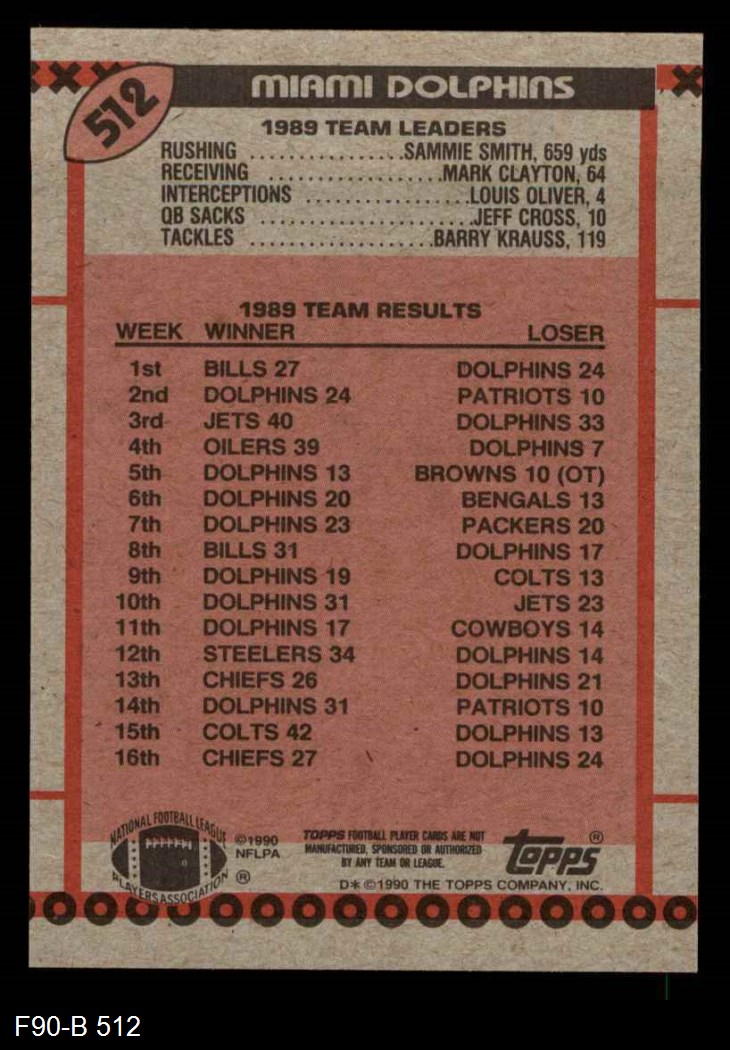 512
MIAMI DOLPHINS
1989 TEAM LEADERS
RUSHING ................SAMMIE SMITH, 659 yds
RECEIVING ..................MARK CLAYTON, 64
INTERCEPTIONS .................LOUIS OLIVER, 4
QB SACKS ......................JEFF CROSS, 10
TACKLES ...................BARRY KRAUSS, 119
1989 TEAM RESULTS
WEEK WINNER LOSER
1st BILLS 27 DOLPHINS 24
2nd DOLPHINS 24 PATRIOTS 10
3rd JETS 40 DOLPHINS 33
4th OILERS 39 DOLPHINS 7
5th DOLPHINS 13 BROWNS 10 (OT)
6th DOLPHINS 20 BENGALS 13
7th DOLPHINS 23 PACKERS 20
8th BILLS 31 DOLPHINS 17
9th DOLPHINS 19 COLTS 13
10th DOLPHINS 31 JETS 23
11th DOLPHINS 17 COWBOYS 14
12th STEELERS 34 DOLPHINS 14
13th CHIEFS 26 DOLPHINS 21
14th DOLPHINS 31 PATRIOTS 10
15th COLTS 42 DOLPHINS 13
16th CHIEFS 27 DOLPHINS 24
NATIONAL FOOTBALL LEAGUE
PLAYERS ASSOCIATION
®
©1990
NFLPA
TOPPS FOOTBALL PLAYER CARDS ARE NOT
MANUFACTURED, SPONSORED OR AUTHORIZED
BY ANY TEAM OR LEAGUE.
TOPPS®
D*©1990 THE TOPPS COMPANY, INC.
F90-B 512